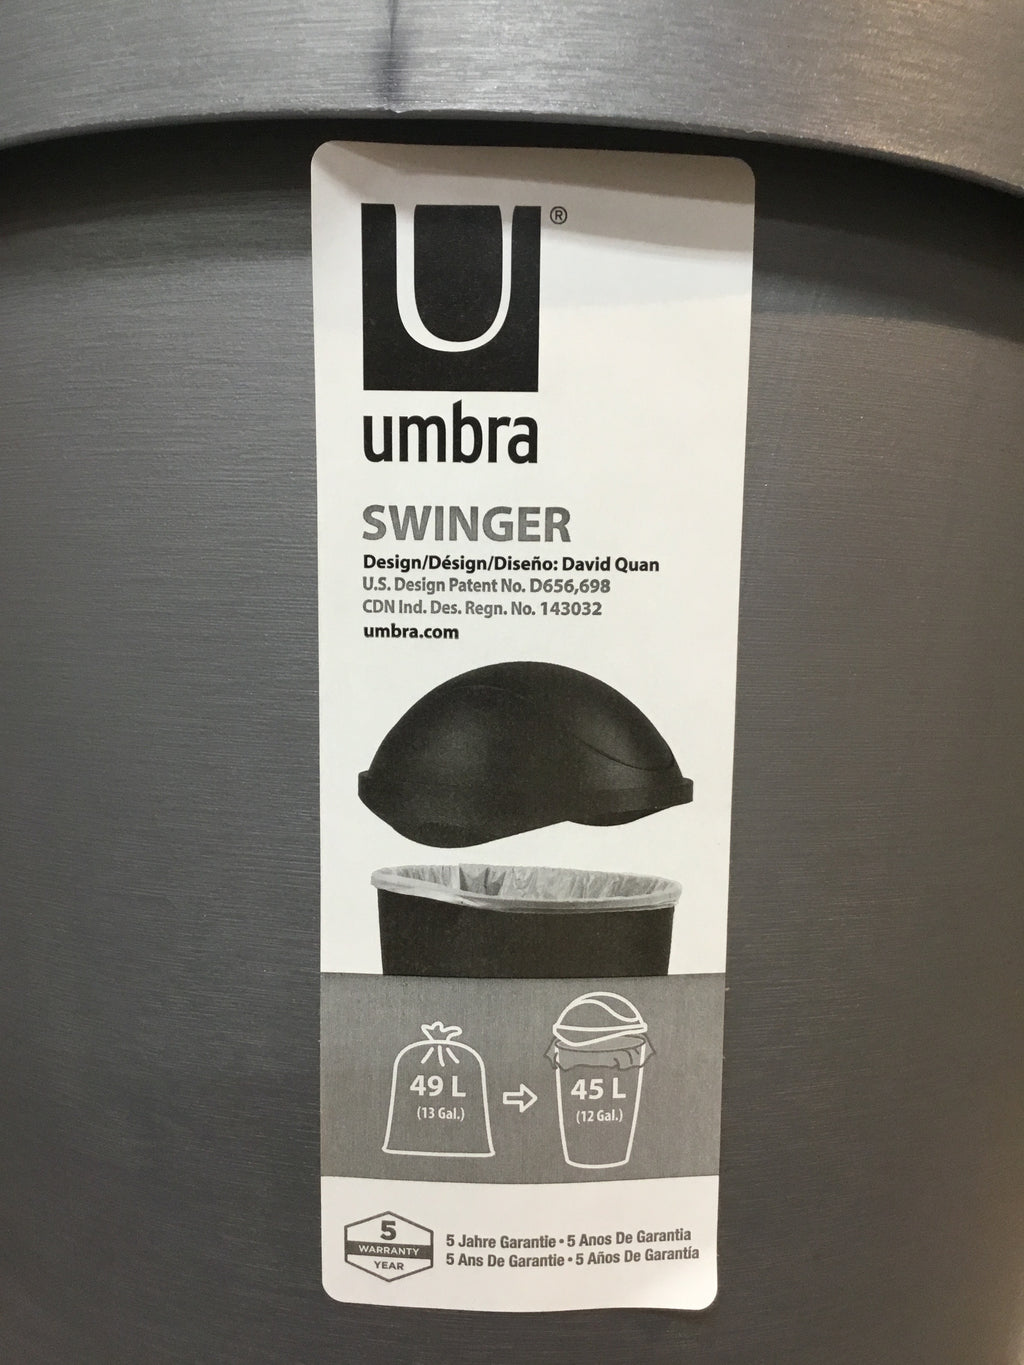 U®
umbra
SWINGER
Design/Désign/Diseño: David Quan
U.S. Design Patent No. D656,698
CDN Ind. Des. Regn. No. 143032
umbra.com
49 L
(13 Gal.)
45 L
(12 Gal.)
5
WARRANTY
YEAR
5 Jahre Garantie • 5 Anos De Garantia
5 Ans De Garantie • 5 Años De Garantía